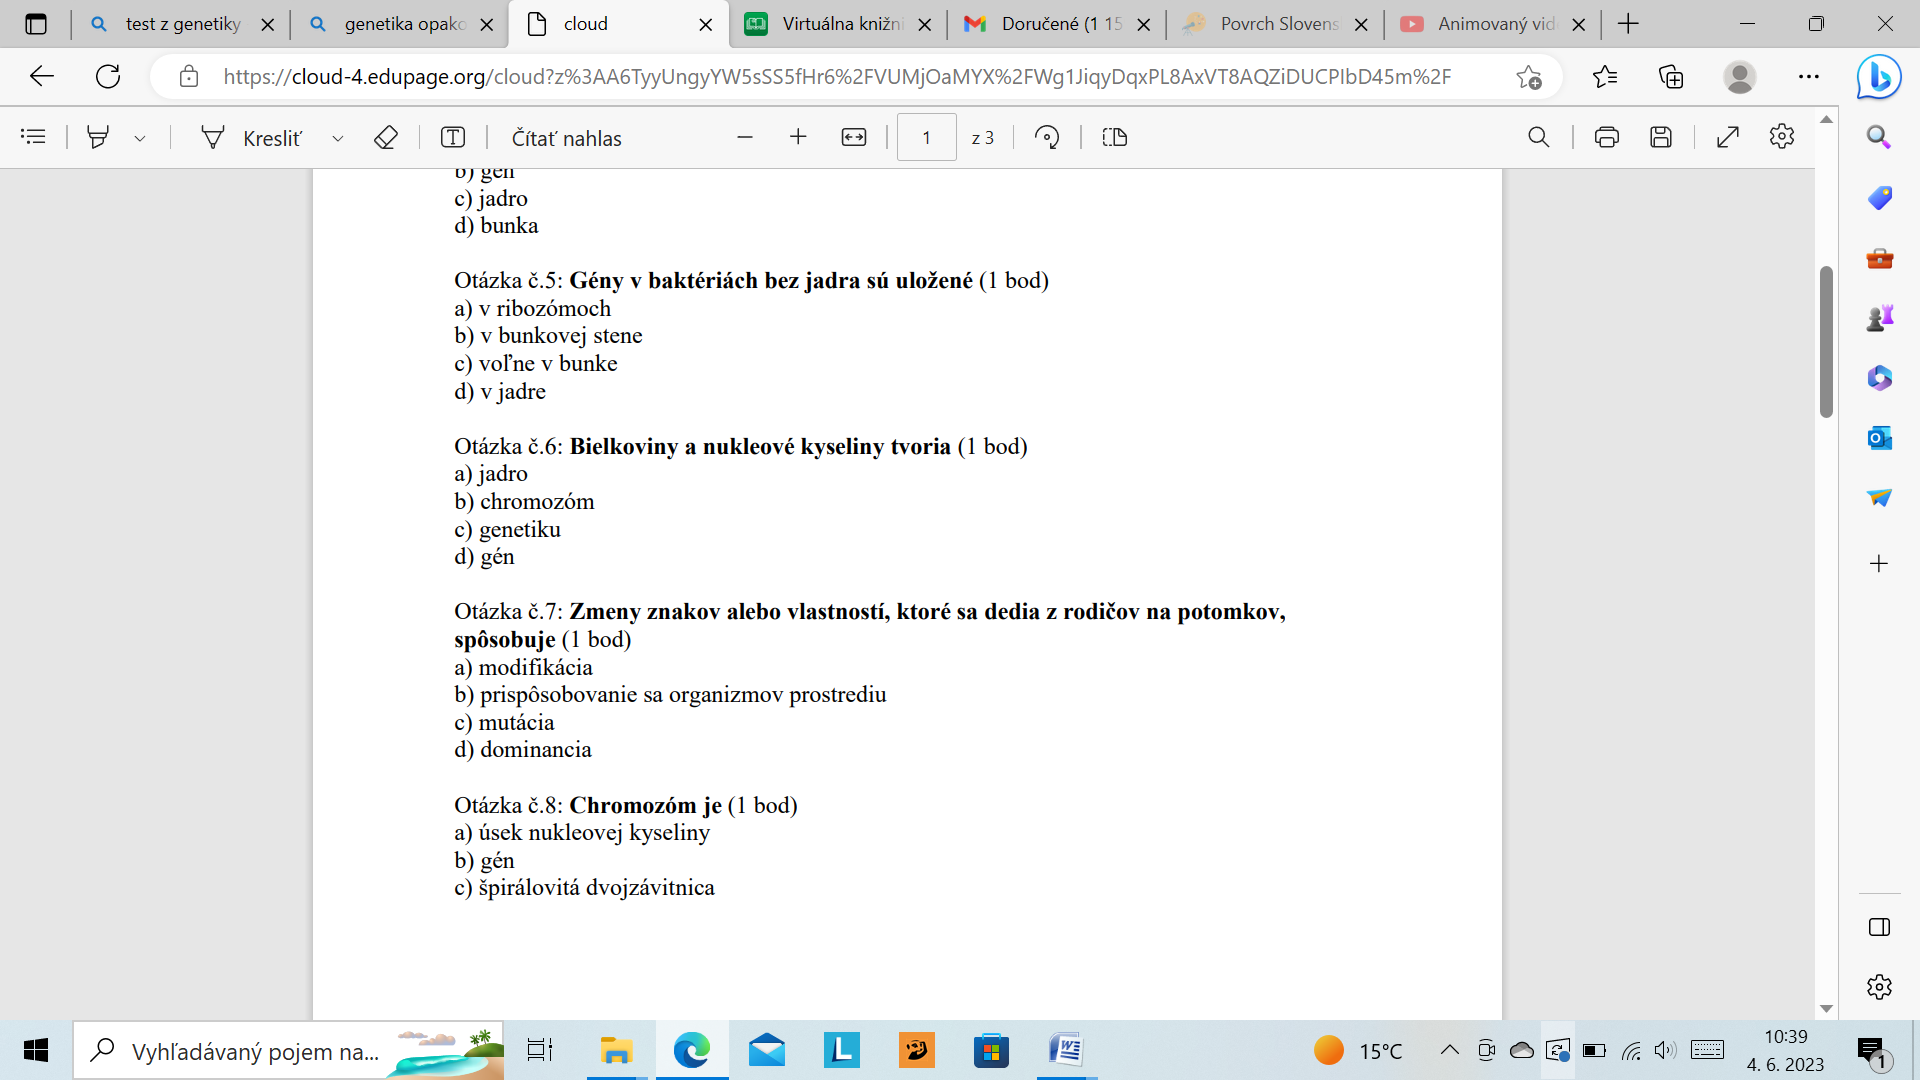 test z genetiky
genetika opako
cloud
Virtuálna knižni
Doručené (1 15
Povrch Slovens
Animovaný vid
https://cloud-4.edupage.org/cloud?z%3AA6TyyUngyYW5sSS5fHr6%2FVUMjOaMYX%2FWg1JiqyDqxPL8AxVT8AQZiDUCPIbD45m%2F
Kresliť
Čítať nahlas
1
z 3
b) gén
c) jadro
d) bunka
Otázka č.5: Gény v baktériách bez jadra sú uložené (1 bod)
a) v ribozómoch
b) v bunkovej stene
c) voľne v bunke
d) v jadre
Otázka č.6: Bielkoviny a nukleové kyseliny tvoria (1 bod)
a) jadro
b) chromozóm
c) genetiku
d) gén
Otázka č.7: Zmeny znakov alebo vlastností, ktoré sa dedia z rodičov na potomkov,
spôsobuje (1 bod)
a) modifikácia
b) prispôsobovanie sa organizmov prostrediu
c) mutácia
d) dominancia
Otázka č.8: Chromozóm je (1 bod)
a) úsek nukleovej kyseliny
b) gén
c) špirálovitá dvojzávitnica
Vyhľadávaný pojem na...
15°C
10:39
4. 6. 2023
1